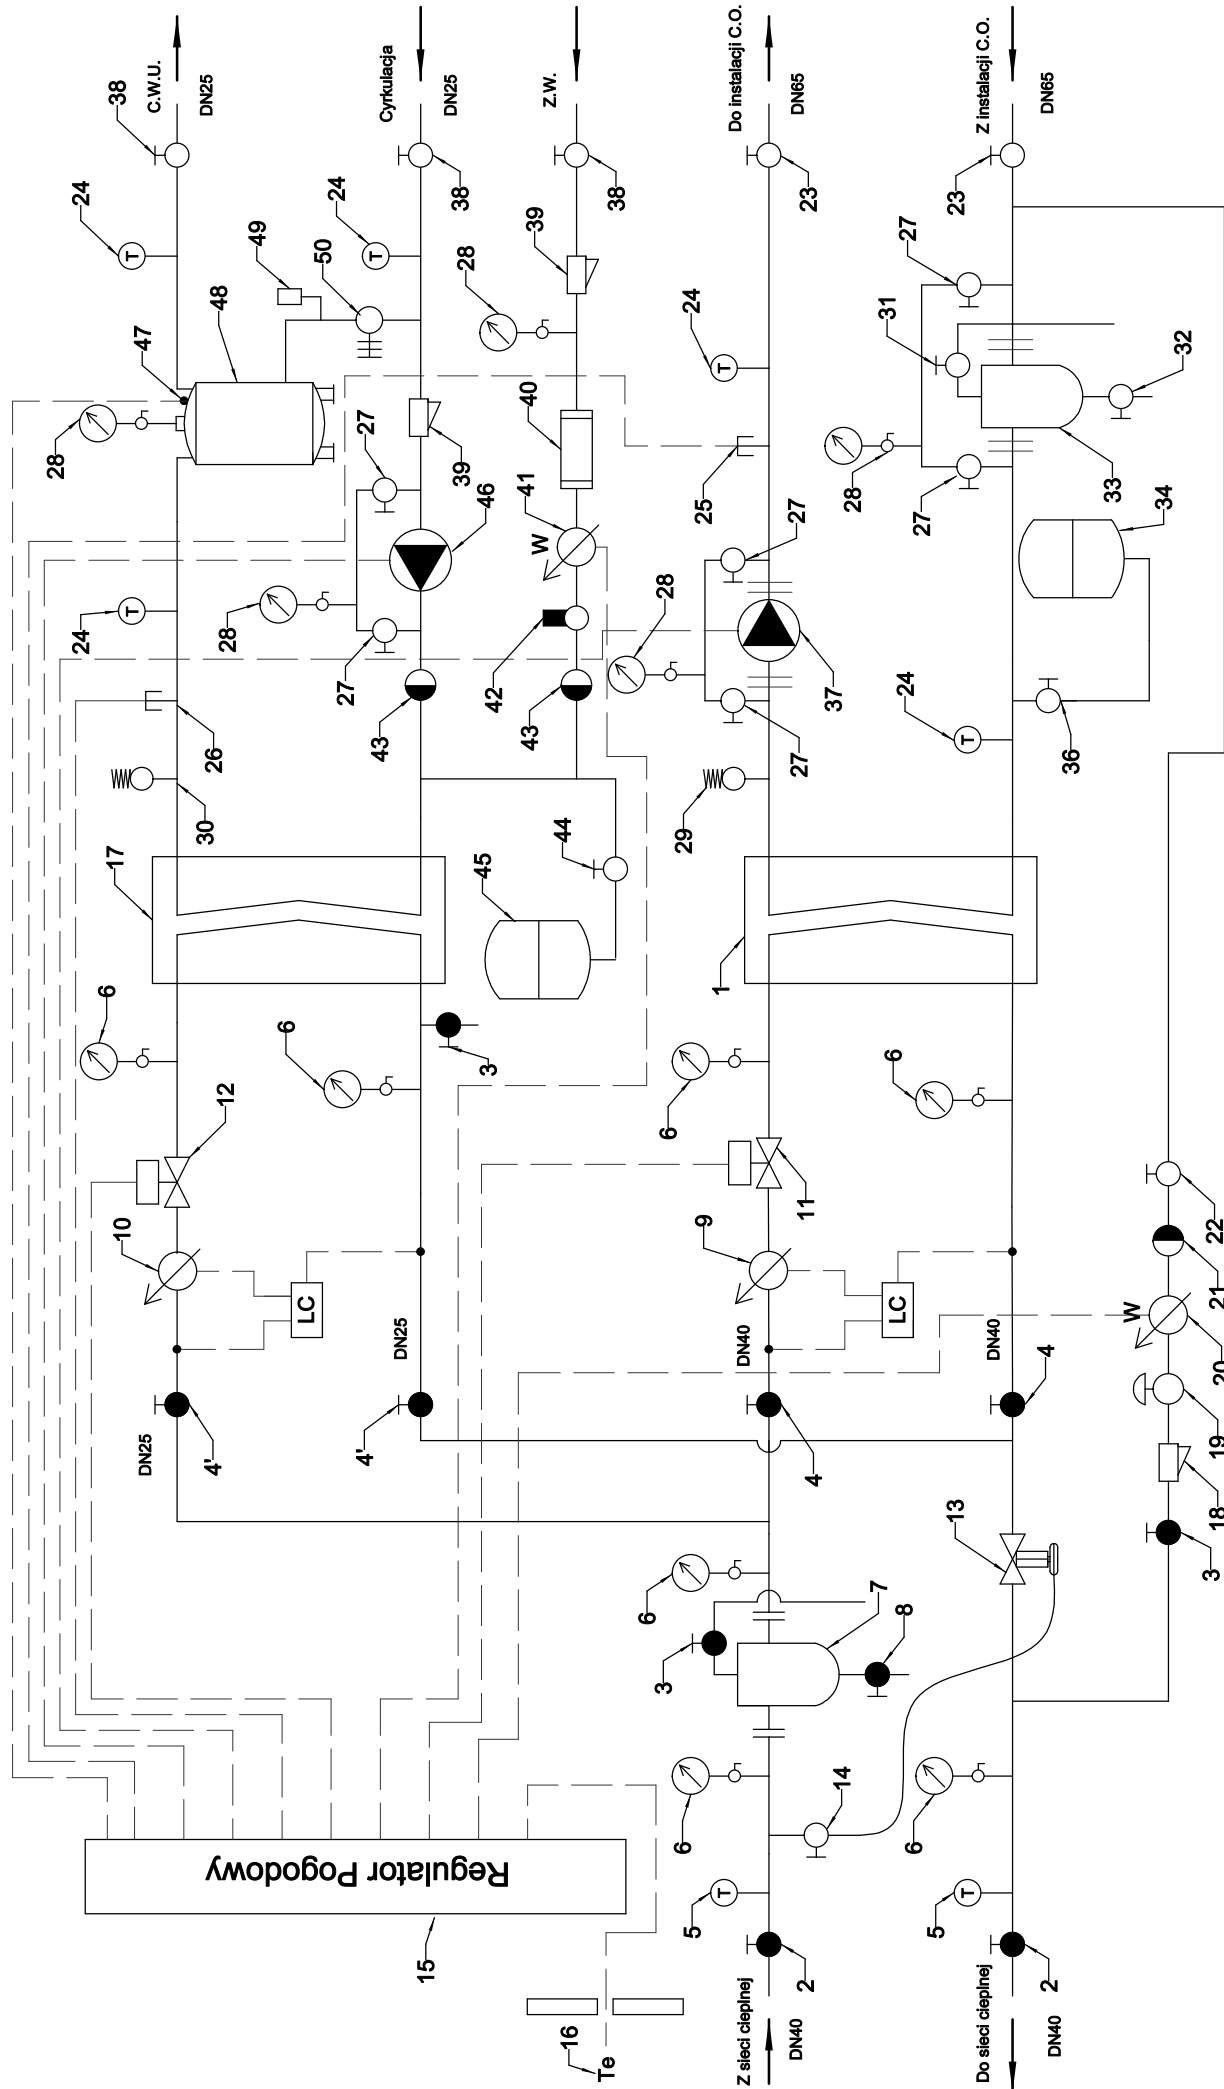 28
24
24
6
17
38
10
T
T
47
DN25
C.W.U.
30
DN25
4'
26
48
12
28
49
Regulator Pogodowy
6
LC
50
24
27
4'
T
43
Cyrkulacja
DN25
DN25
15
39
38
28
46
45
3
42
W
43
41
40
39
Z.W.
44
16
Te
38
6
3
6
28
6
29
5
1
9
25
24
T
T
Do instalacji C.O.
Z sieci cieplnej
DN40
DN40
27
27
DN65
2
14
4
11
37
23
7
28
LC
6
31
8
6
24
27
27
5
T
T
13
23
Z instalacji C.O.
Do sieci cieplnej
DN40
DN40
4
DN65
2
36
33
W
34
32
3
18
19
20
21
22